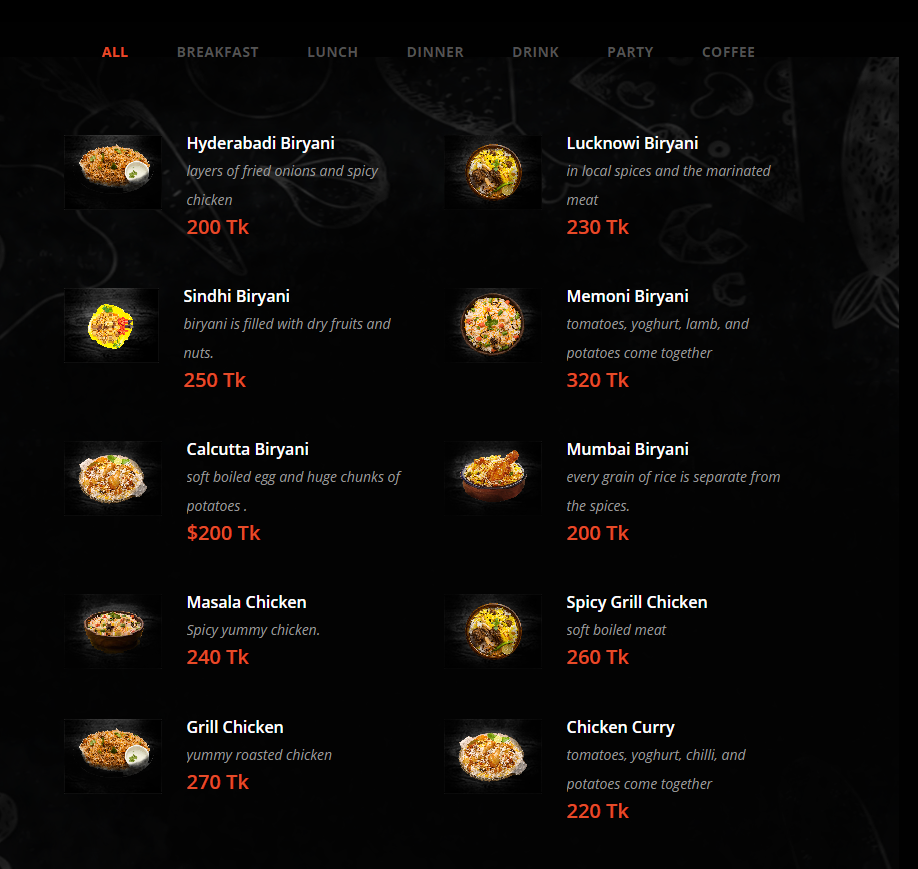 ALL BREAKFAST LUNCH DINNER DRINK PARTY COFFEE
Hyderabadi Biryani
layers of fried onions and spicy
chicken
200 Tk
Lucknowi Biryani
in local spices and the marinated
meat
230 Tk
Sindhi Biryani
biryani is filled with dry fruits and
nuts.
250 Tk
Memoni Biryani
tomatoes, yoghurt, lamb, and
potatoes come together
320 Tk
Calcutta Biryani
soft boiled egg and huge chunks of
potatoes .
$200 Tk
Mumbai Biryani
every grain of rice is separate from
the spices.
200 Tk
Masala Chicken
Spicy yummy chicken.
240 Tk
Spicy Grill Chicken
soft boiled meat
260 Tk
Grill Chicken
yummy roasted chicken
270 Tk
Chicken Curry
tomatoes, yoghurt, chilli, and
potatoes come together
220 Tk